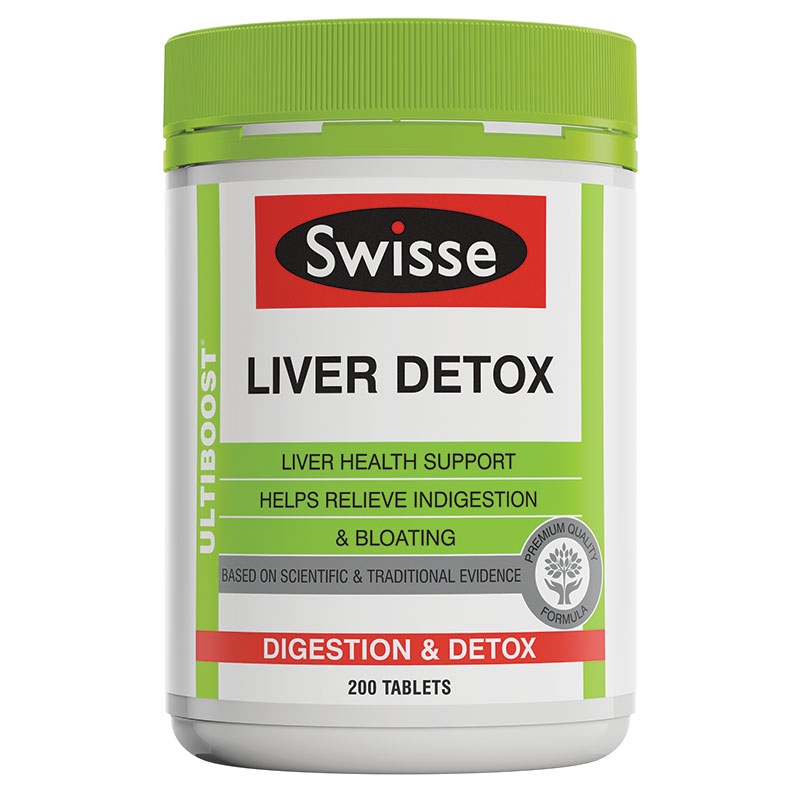 Swisse
LIVER DETOX
ULTIBOOST®
LIVER HEALTH SUPPORT
HELPS RELIEVE INDIGESTION
& BLOATING
BASED ON SCIENTIFIC & TRADITIONAL EVIDENCE
PREMIUM QUALITY
FORMULA
DIGESTION & DETOX
200 TABLETS